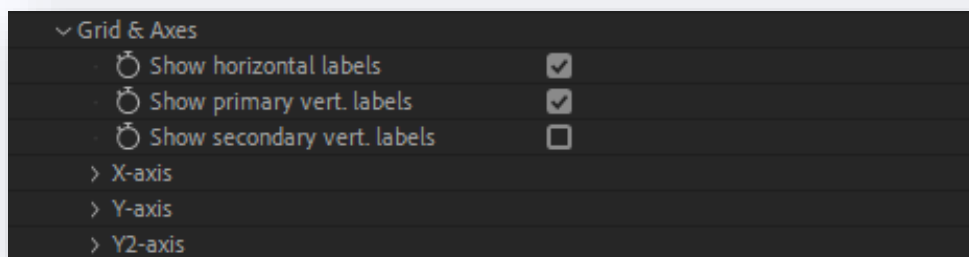 Grid & Axes
Show horizontal labels
Show primary vert. labels
Show secondary vert. labels
X-axis
Y-axis
Y2-axis